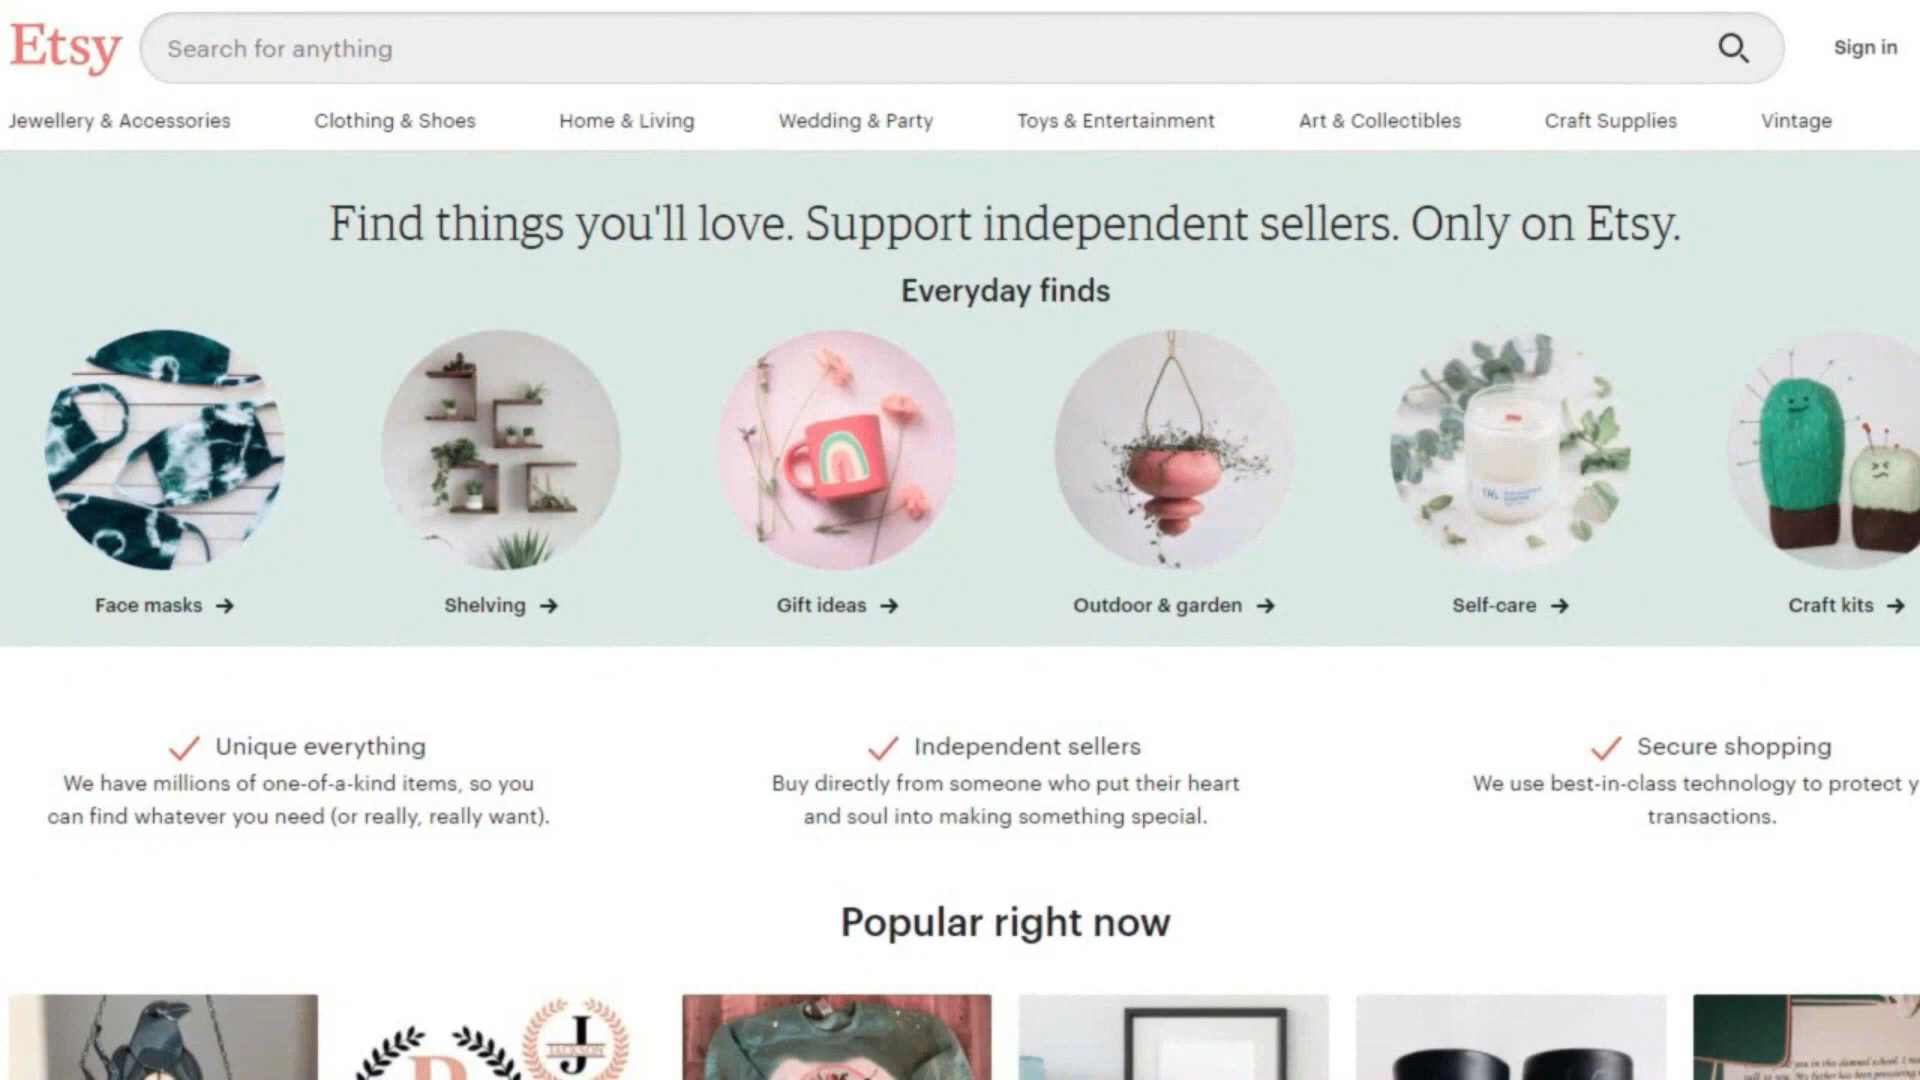 Etsy
Search for anything
Sign in
Jewellery & Accessories
Clothing & Shoes
Home & Living
Wedding & Party
Toys & Entertainment
Art & Collectibles
Craft Supplies
Vintage
Find things you'll love. Support independent sellers. Only on Etsy.
Everyday finds
06
Face masks
Shelving
Gift ideas
Outdoor & garden
Self-care
Craft kits
Unique everything
We have millions of one-of-a-kind items, so you
can find whatever you need (or really, really want).
Independent sellers
Buy directly from someone who put their heart
and soul into making something special.
Secure shopping
We use best-in-class technology to protect y
transactions.
Popular right now
J
JACKSON